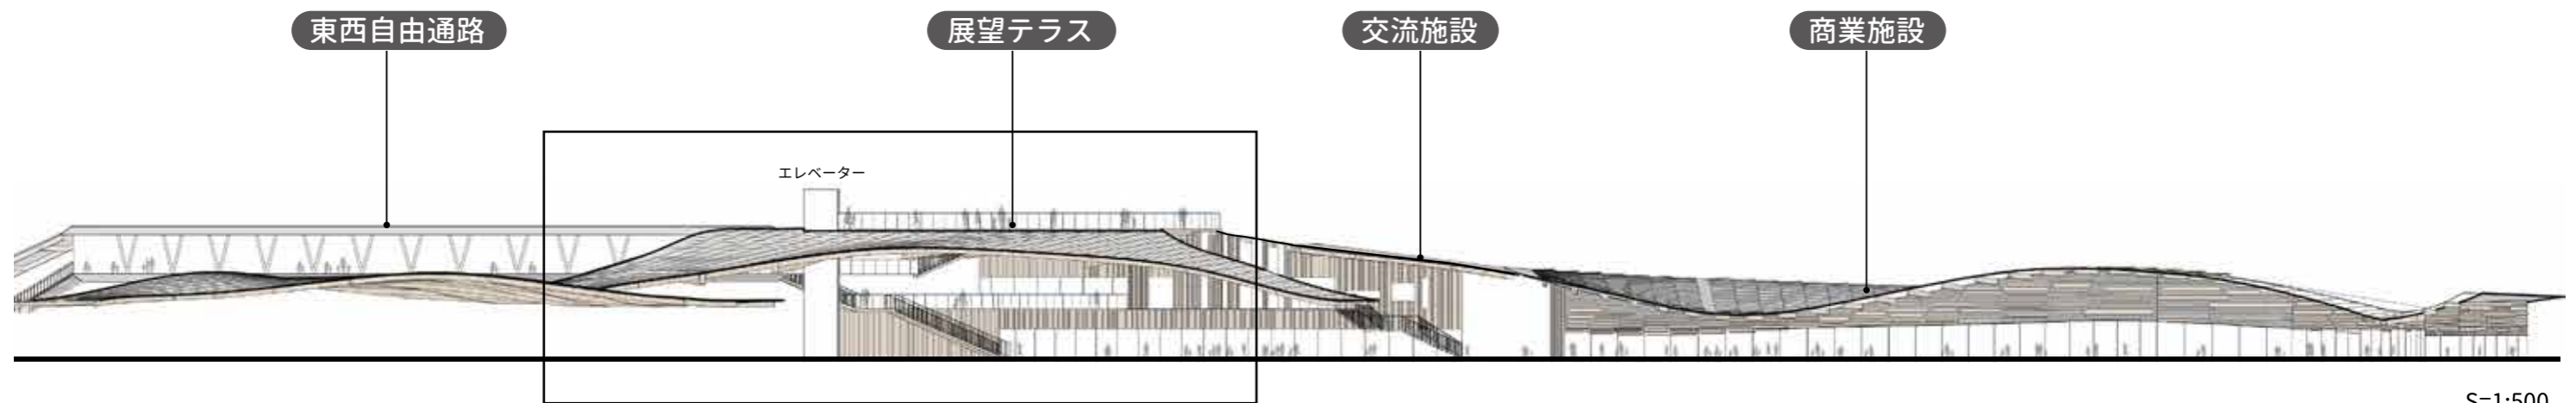 東西自由通路
展望テラス
交流施設
商業施設
エレベーター
S=1:500